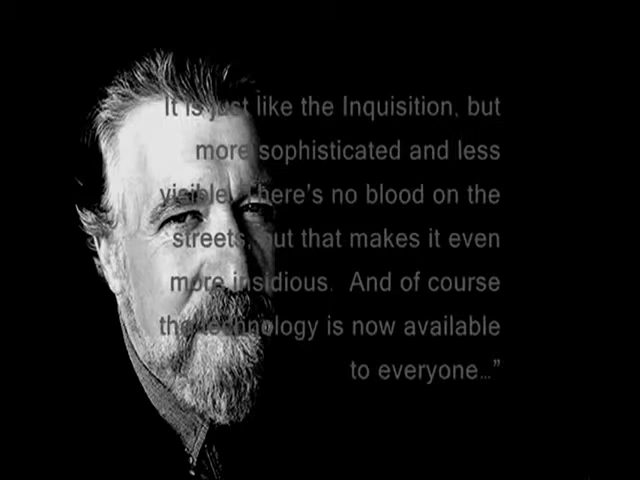 It is just like the Inquisition, but
more sophisticated and less
visible. There's no blood on the
streets, but that makes it even
more insidious. And of course
the technology is now available
to everyone…”